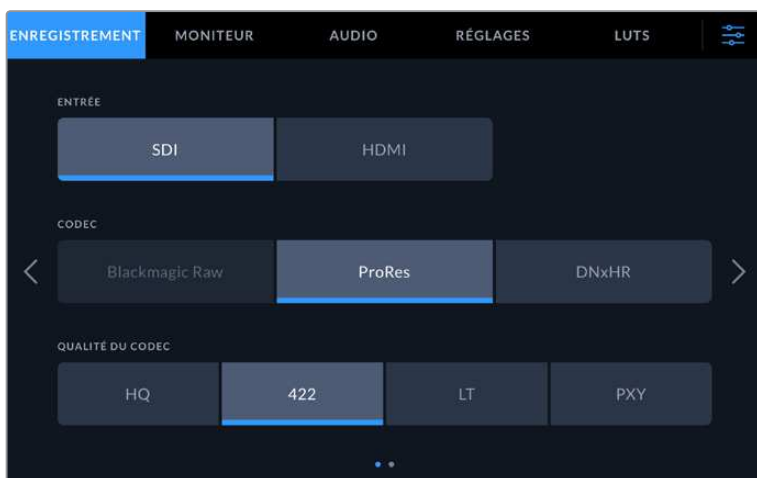 ENREGISTREMENT MONITEUR AUDIO RÉGLAGES LUTS
ENTRÉE
SDI HDMI
CODEC
Blackmagic Raw ProRes DNxHR
QUALITÉ DU CODEC
HQ 422 LT PXY